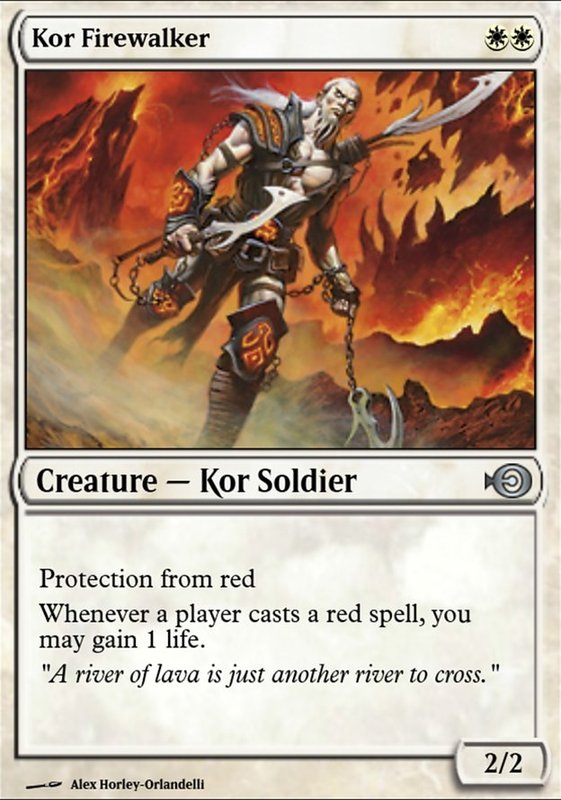 Kor Firewalker
Creature — Kor Soldier
Protection from red
Whenever a player casts a red spell, you
may gain 1 life.
"A river of lava is just another river to cross."
2/2
Alex Horley-Orlandelli